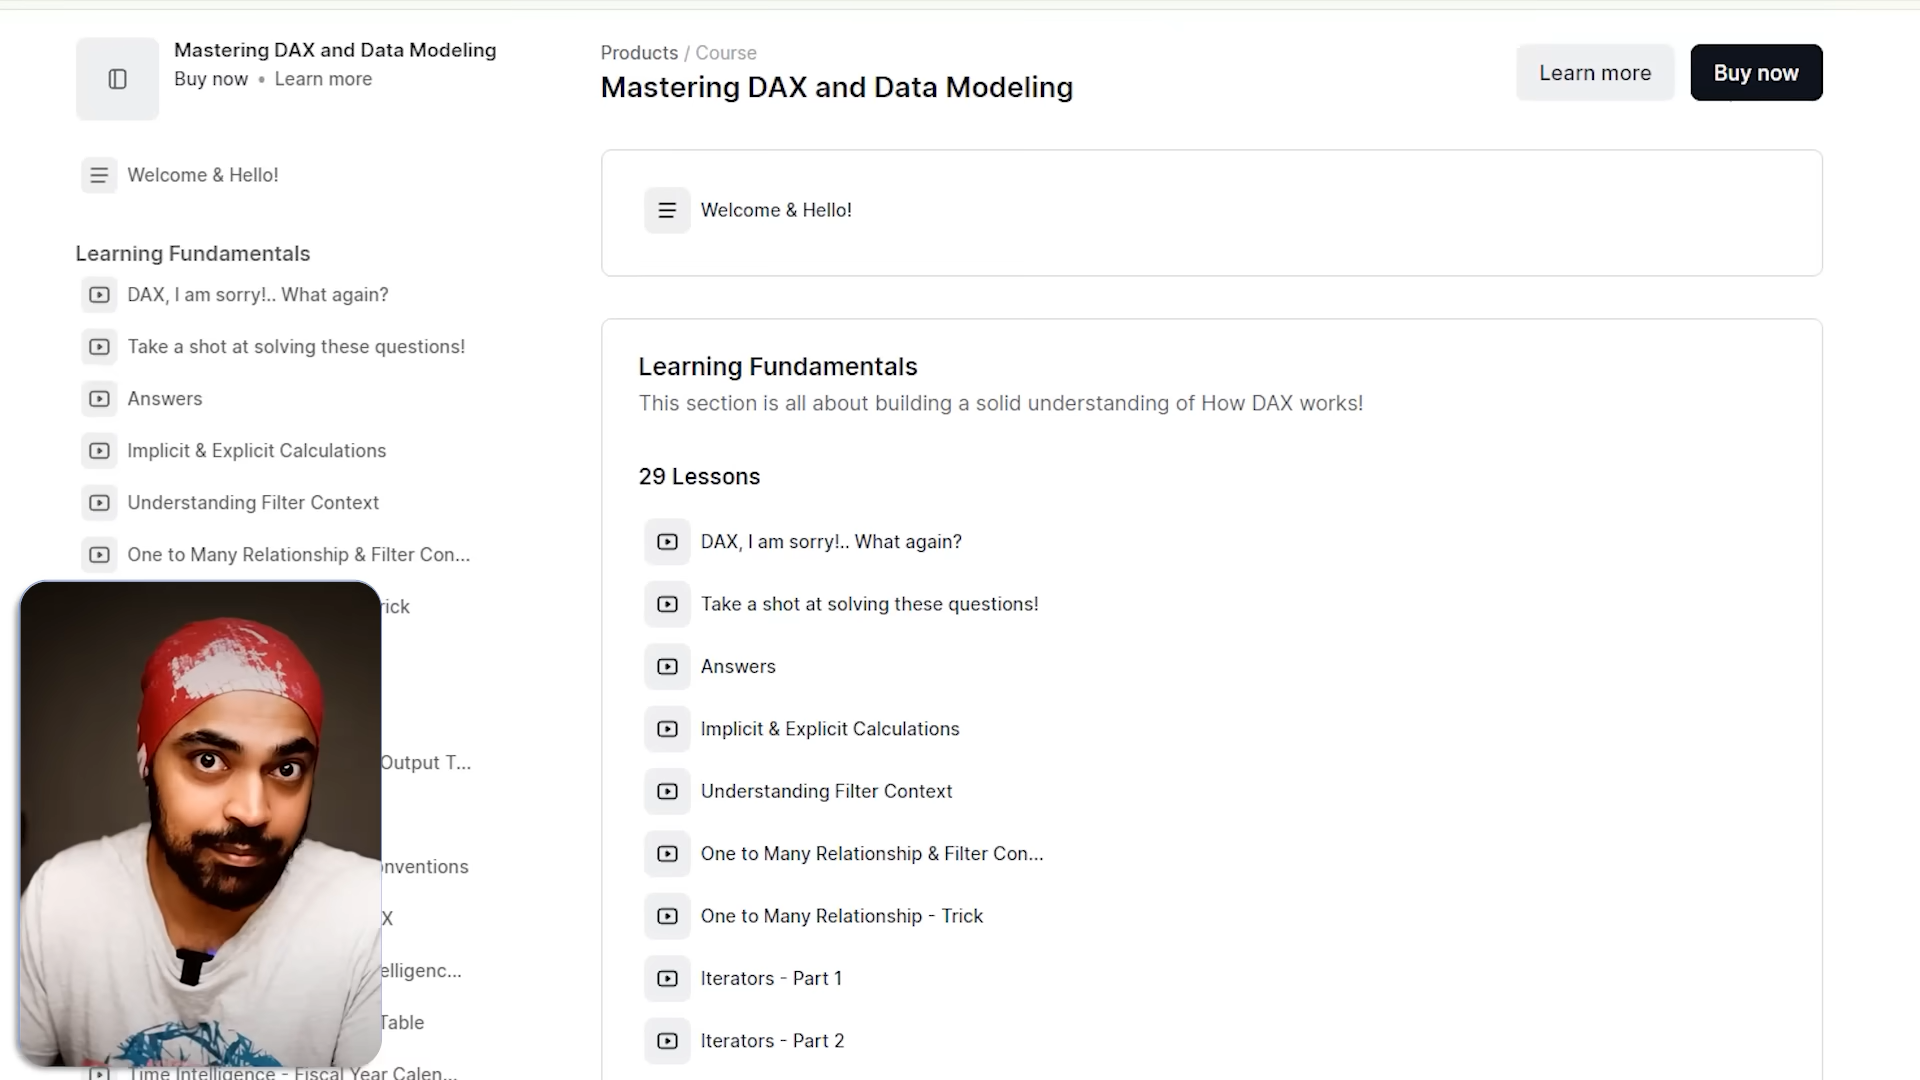 Mastering DAX and Data Modeling
Buy now • Learn more
Welcome & Hello!
Learning Fundamentals
DAX, I am sorry!.. What again?
Take a shot at solving these questions!
Answers
Implicit & Explicit Calculations
Understanding Filter Context
One to Many Relationship & Filter Con...
rick
Output T...
nventions
X
elligenc...
Table
Time Intelligence - Fiscal Year Calen...
Products / Course
Mastering DAX and Data Modeling
Learn more
Buy now
Welcome & Hello!
Learning Fundamentals
This section is all about building a solid understanding of How DAX works!
29 Lessons
DAX, I am sorry!.. What again?
Take a shot at solving these questions!
Answers
Implicit & Explicit Calculations
Understanding Filter Context
One to Many Relationship & Filter Con...
One to Many Relationship - Trick
Iterators - Part 1
Iterators - Part 2